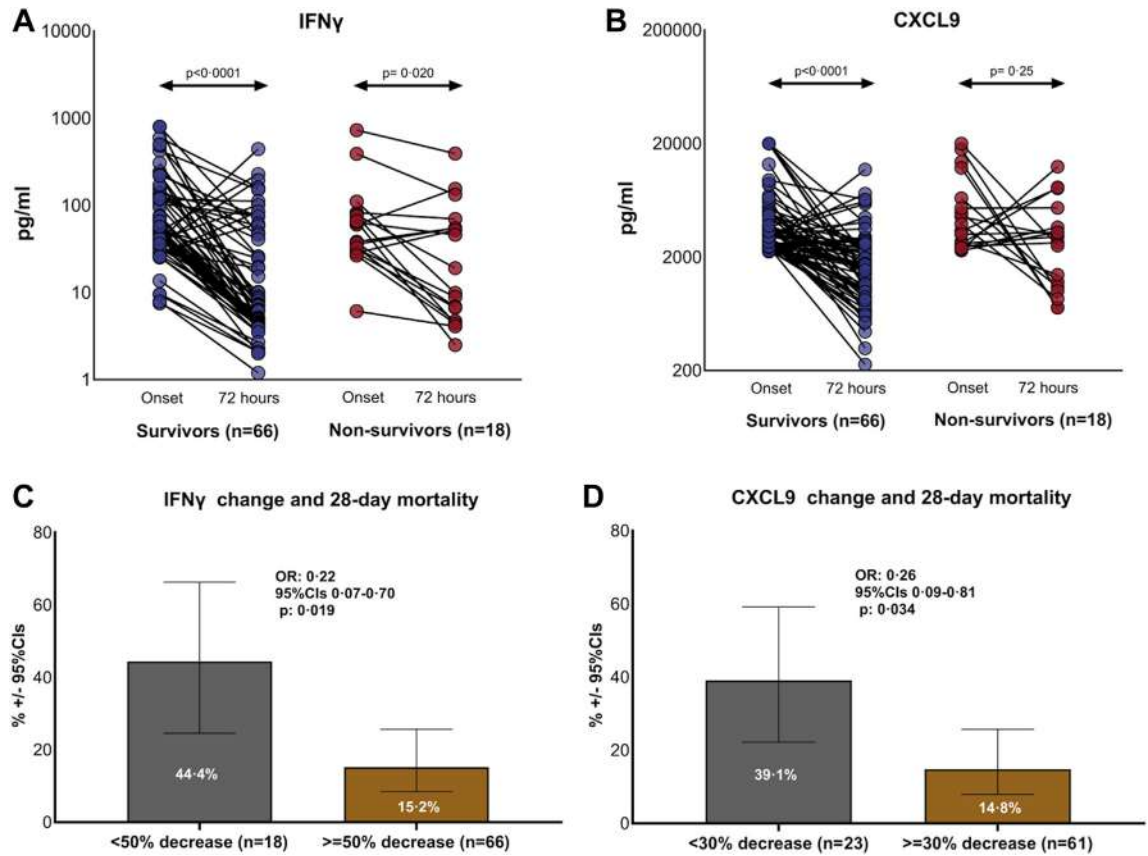 A
IFNγ
10000
1000
100
10
1
pg/ml
p<0·0001
p= 0·020
Onset
72 hours
Onset
72 hours
Survivors (n=66)
Non-survivors (n=18)
B
CXCL9
200000
20000
2000
200
pg/ml
p<0·0001
p= 0·25
Onset
72 hours
Onset
72 hours
Survivors (n=66)
Non-survivors (n=18)
C
IFNγ change and 28-day mortality
80
60
40
20
0
% +/- 95%CIs
OR: 0·22
95%CIs 0·07-0·70
p: 0·019
44·4%
15·2%
<50% decrease (n=18)
>=50% decrease (n=66)
D
CXCL9 change and 28-day mortality
80
60
40
20
0
% +/- 95%CIs
OR: 0·26
95%CIs 0·09-0·81
p: 0·034
39·1%
14·8%
<30% decrease (n=23)
>=30% decrease (n=61)